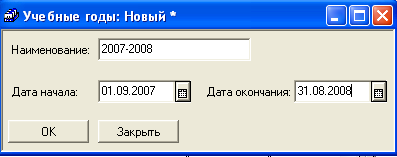 Учебные годы: Новый *
Наименование: 2007-2008
Дата начала: 01.09.2007 Дата окончания: 31.08.2008
OK Закрыть